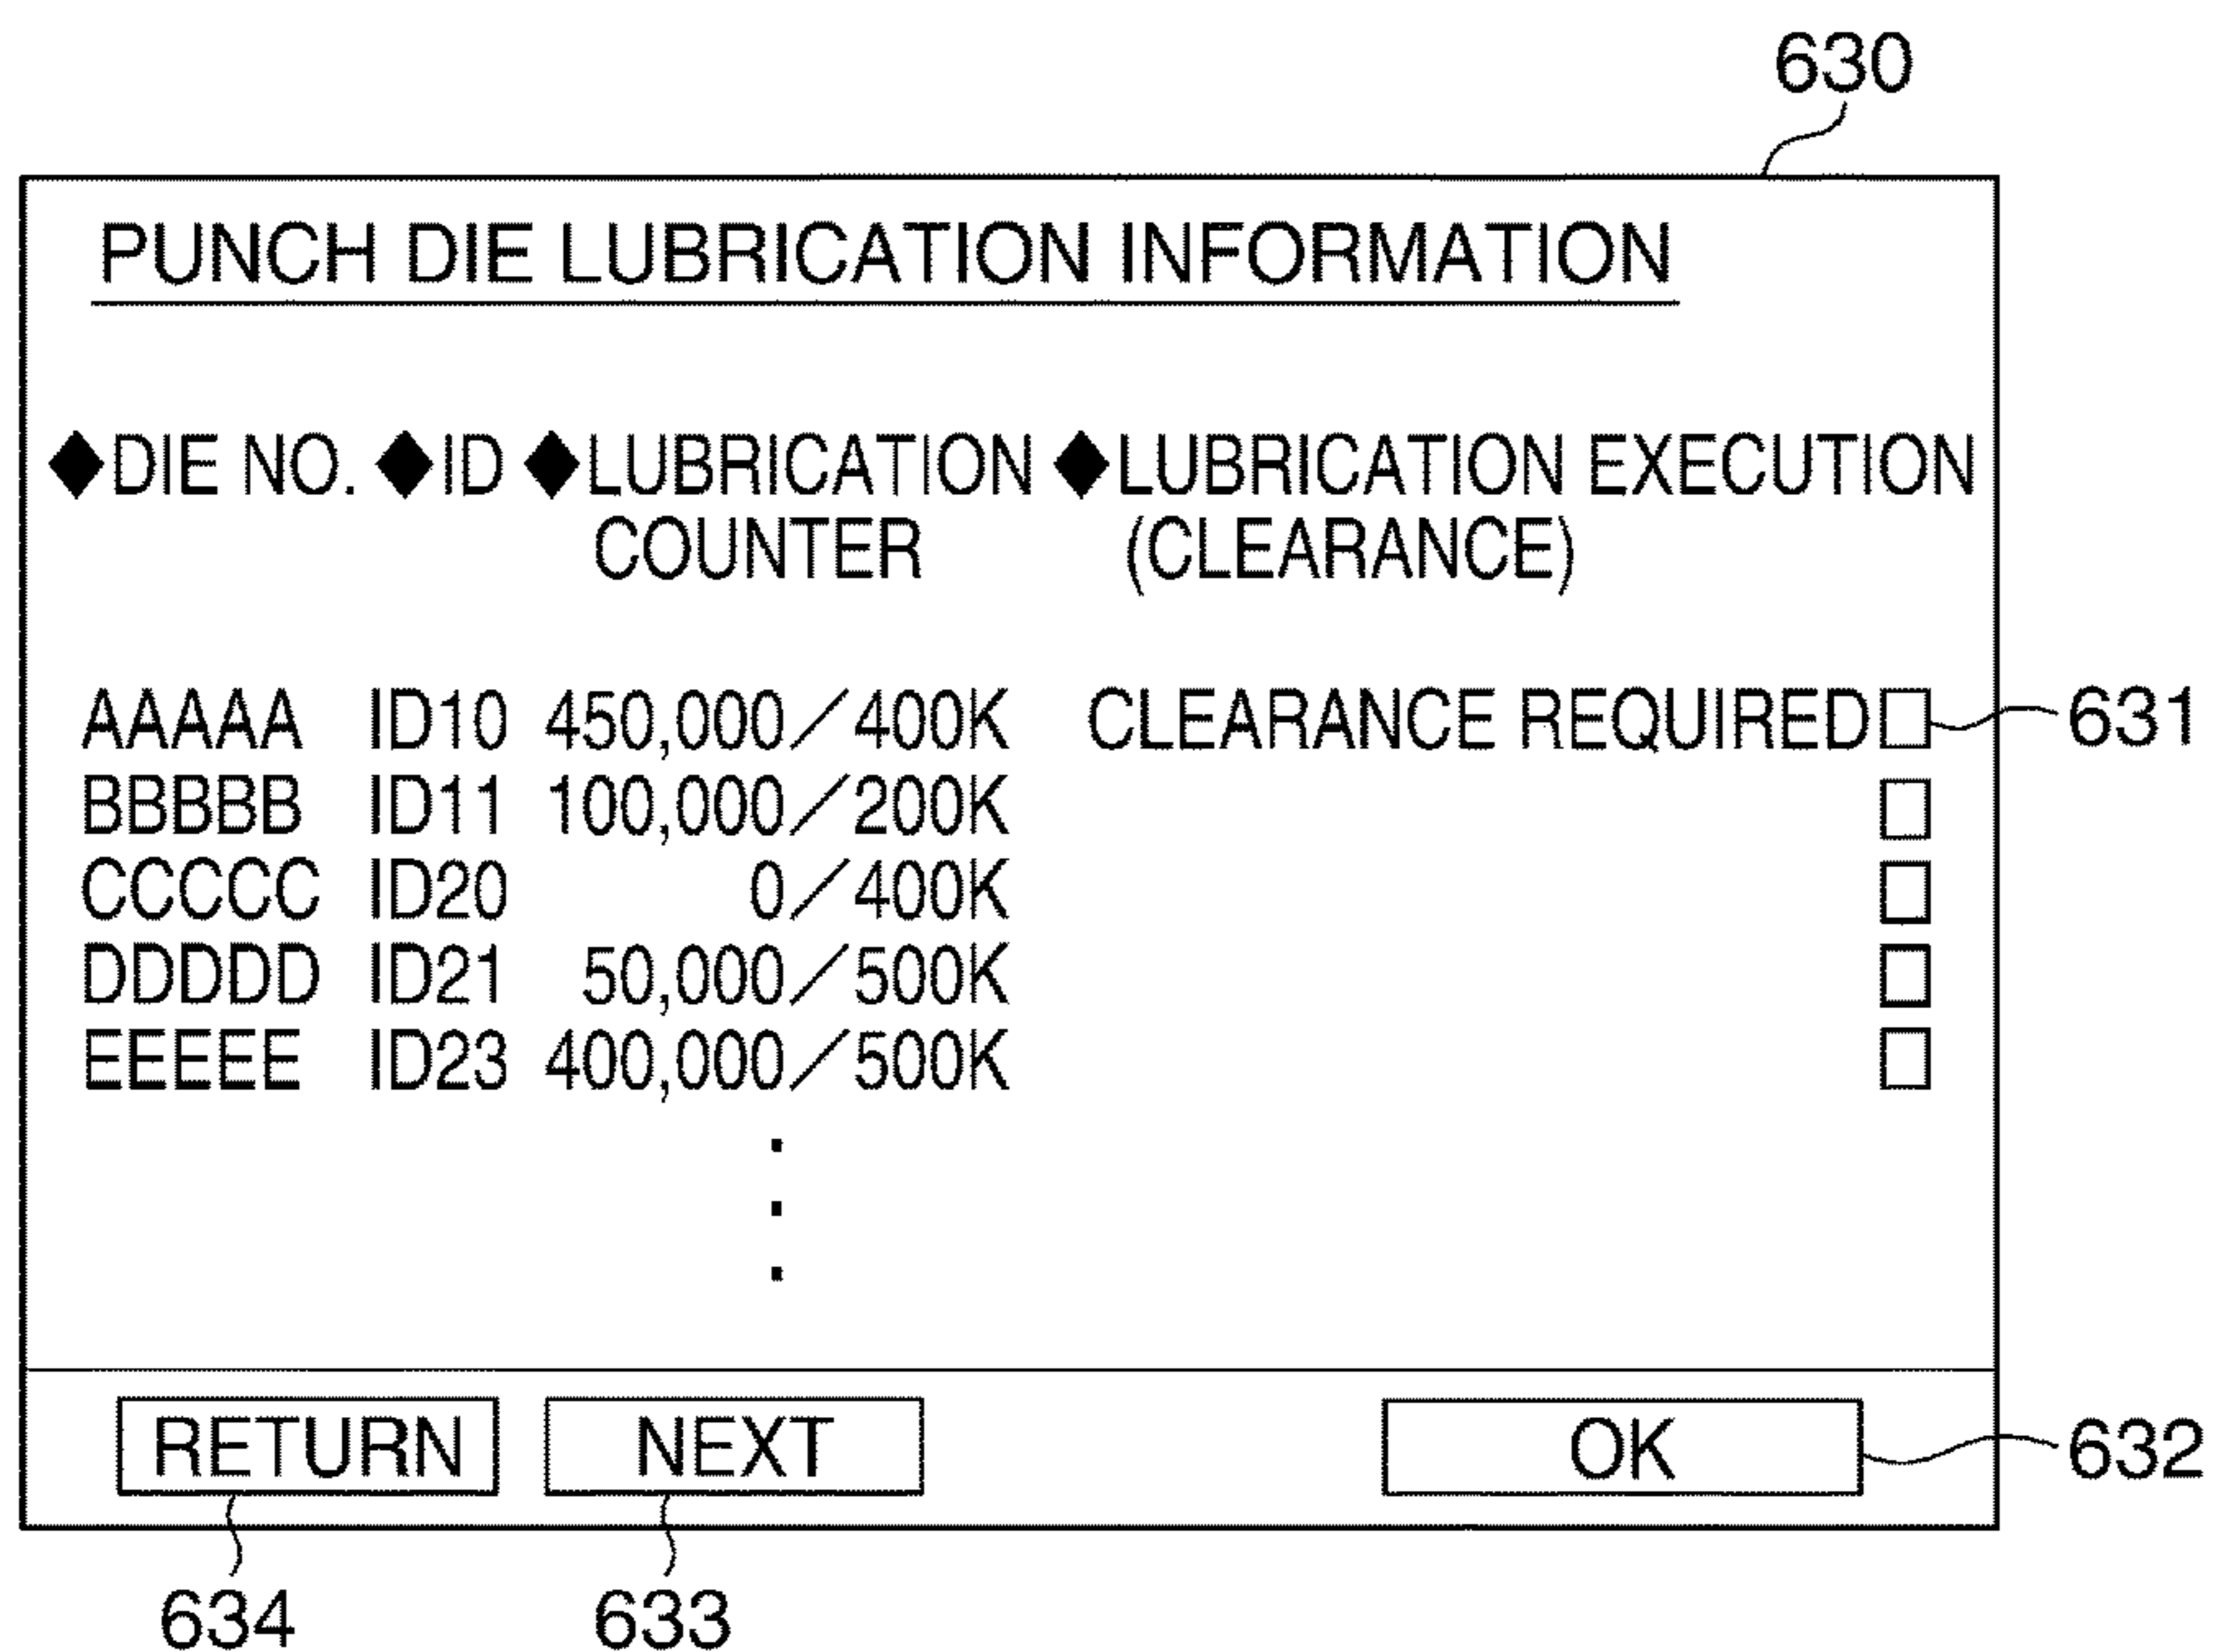 630
PUNCH DIE LUBRICATION INFORMATION
◆DIE NO. ◆ID ◆LUBRICATION COUNTER ◆LUBRICATION EXECUTION (CLEARANCE)
AAAAA ID10 450,000/400K CLEARANCE REQUIRED□ 631
BBBBB ID11 100,000/200K □
CCCCC ID20 0/400K □
DDDDD ID21 50,000/500K □
EEEEE ID23 400,000/500K □
.
.
.
RETURN NEXT OK 632
634 633